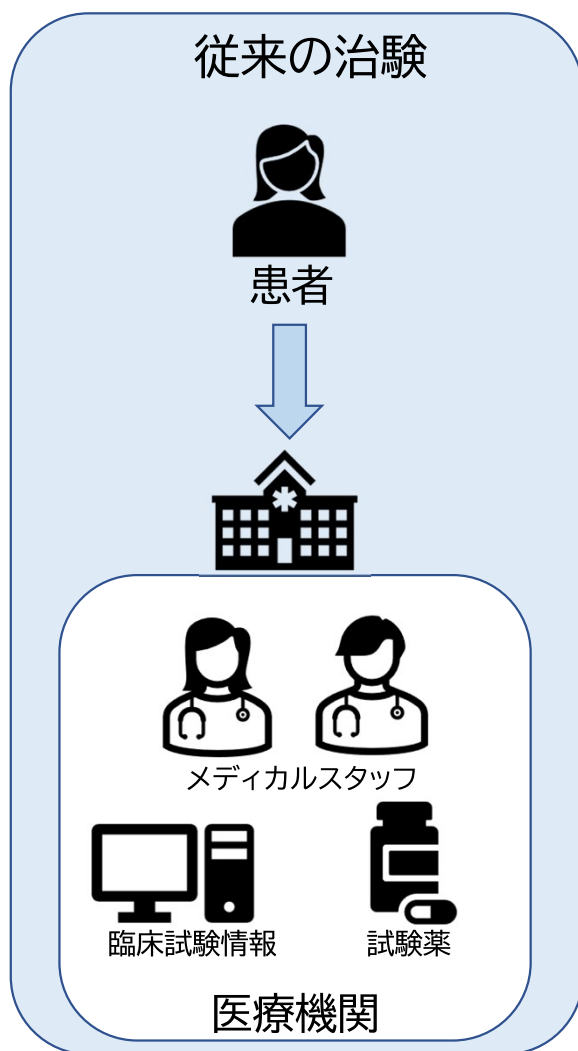 従来の治験
患者
メディカルスタッフ
臨床試験情報
試験薬
医療機関